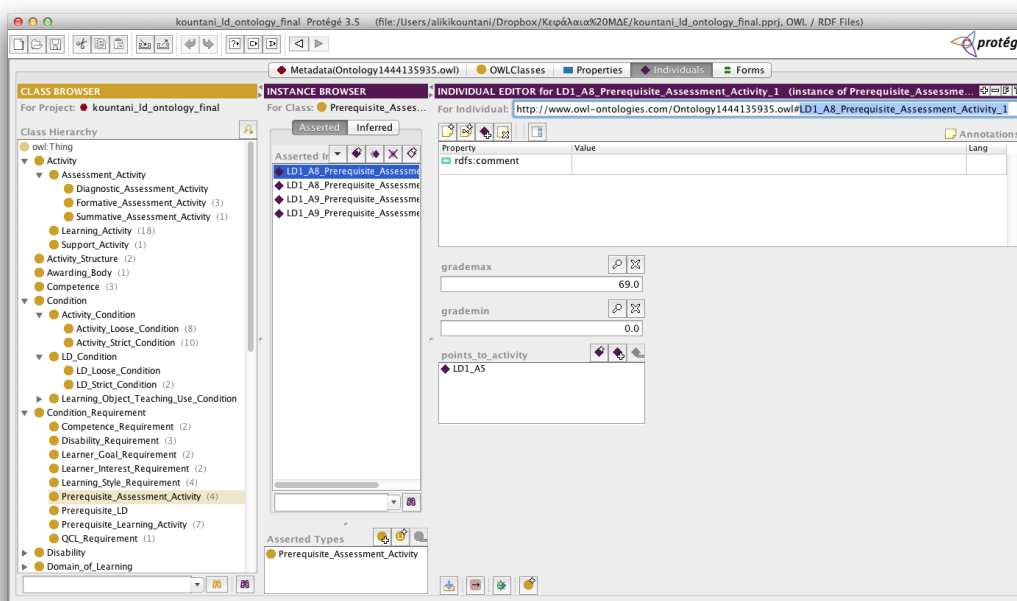 kountani_ld_ontology_final Protégé 3.5 (file:/Users/alikikountani/Dropbox/Κεφάλαια%20ΜΔΕ/kountani_ld_ontology_final.pprj, OWL / RDF Files)
protég
Metadata(Ontology1444135935.owl) OWLClasses Properties Individuals Forms
CLASS BROWSER
For Project: kountani_ld_ontology_final
Class Hierarchy
owl:Thing
Activity
Assessment_Activity
Diagnostic_Assessment_Activity
Formative_Assessment_Activity (3)
Summative_Assessment_Activity (1)
Learning_Activity (18)
Support_Activity (1)
Activity_Structure (2)
Awarding_Body (1)
Competence (3)
Condition
Activity_Condition
Activity_Loose_Condition (8)
Activity_Strict_Condition (10)
LD_Condition
LD_Loose_Condition
LD_Strict_Condition (2)
Learning_Object_Teaching_Use_Condition
Condition_Requirement
Competence_Requirement (2)
Disability_Requirement (3)
Learner_Goal_Requirement (2)
Learner_Interest_Requirement (2)
Learning_Style_Requirement (4)
Prerequisite_Assessment_Activity (4)
Prerequisite_LD
Prerequisite_Learning_Activity (7)
QCL_Requirement (1)
Disability
Domain_of_Learning
INSTANCE BROWSER
For Class: Prerequisite_Asses...
Asserted Inferred
Asserted Ir
LD1_A8_Prerequisite_Assessme
LD1_A8_Prerequisite_Assessme
LD1_A9_Prerequisite_Assessme
LD1_A9_Prerequisite_Assessme
Asserted Types
Prerequisite_Assessment_Activity
INDIVIDUAL EDITOR for LD1_A8_Prerequisite_Assessment_Activity_1 (instance of Prerequisite_Assessme...
For Individual: http://www.owl-ontologies.com/Ontology1444135935.owl#LD1_A8_Prerequisite_Assessment_Activity_1
Annotations
Property Value Lang
rdfs:comment
grademax
69.0
grademin
0.0
points_to_activity
LD1_A5